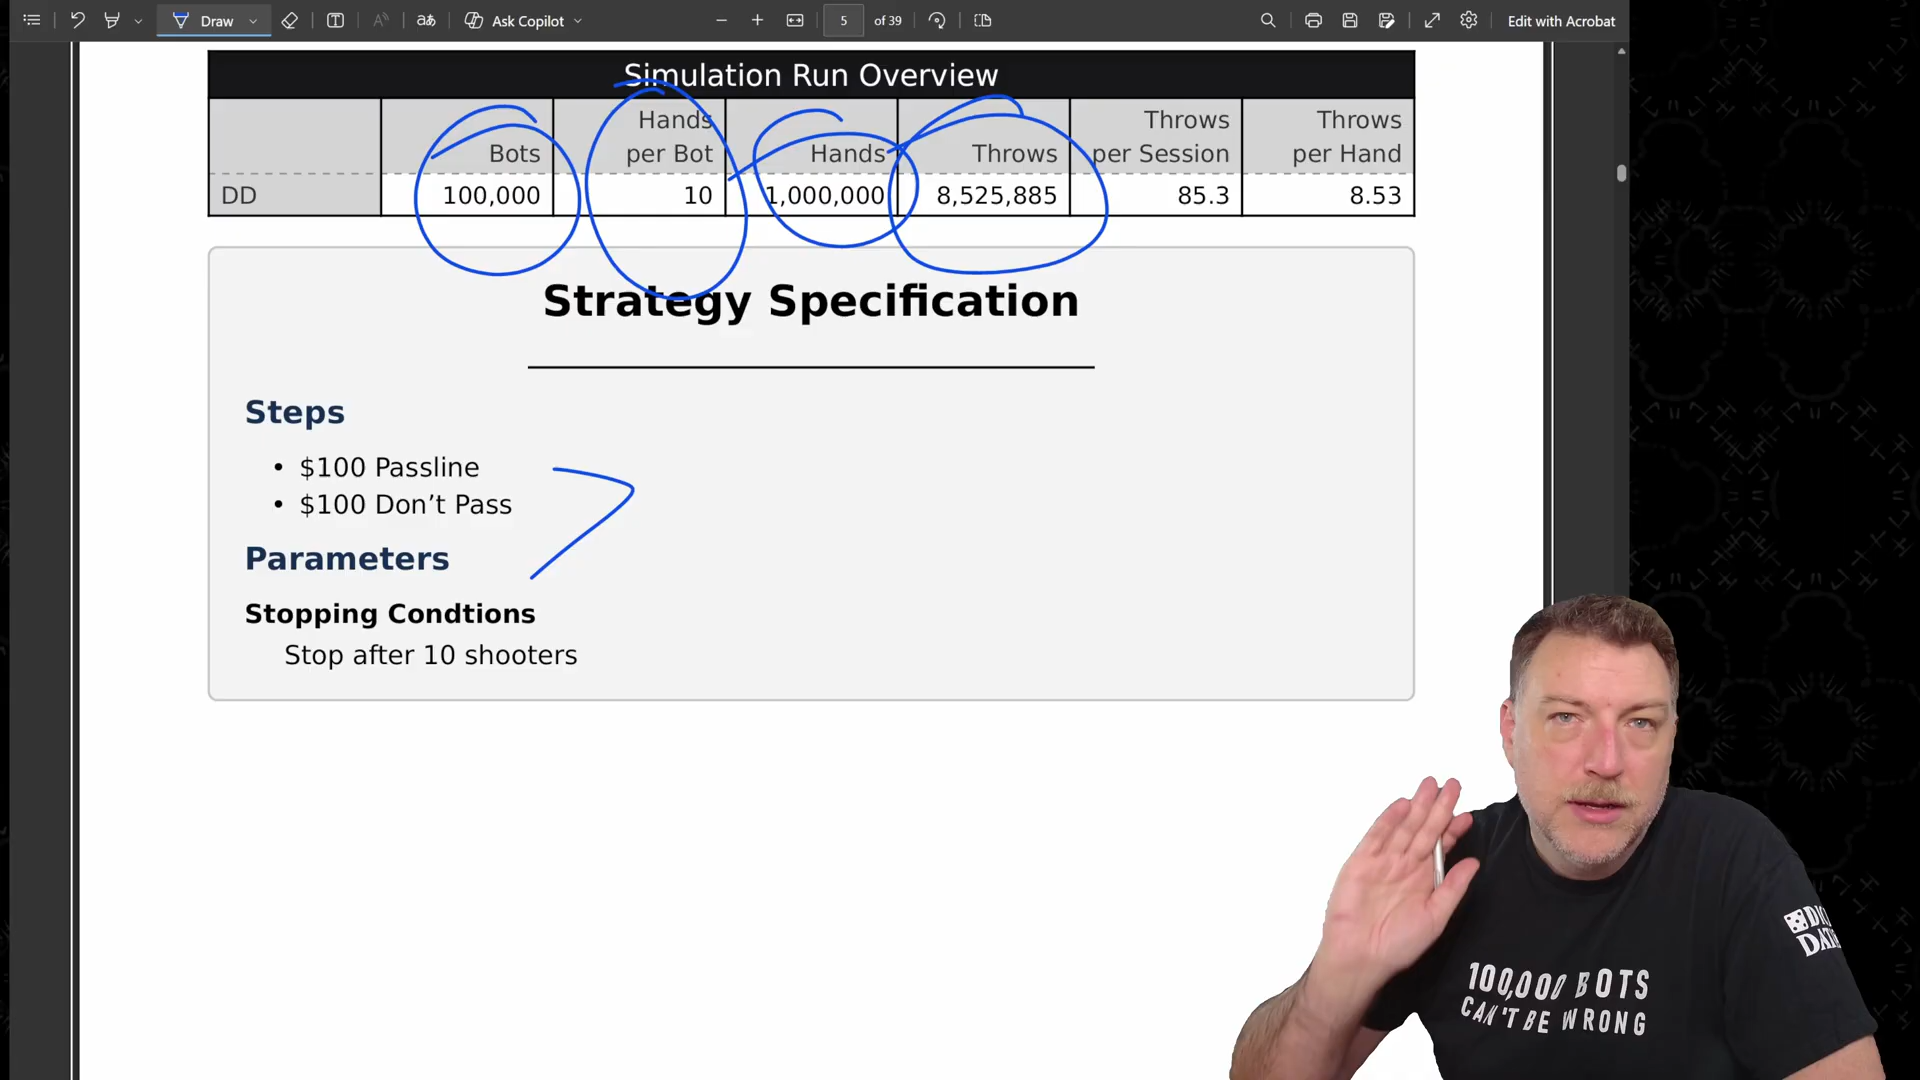 Draw
Ask Copilot
5 of 39
Edit with Acrobat
Simulation Run Overview
Bots
Hands per Bot
Hands
Throws
Throws per Session
Throws per Hand
DD 100,000 10 1,000,000 8,525,885 85.3 8.53
Strategy Specification
Steps
• $100 Passline
• $100 Don’t Pass
Parameters
Stopping Condtions
Stop after 10 shooters
100,000 BOTS
CAN'T BE WRONG